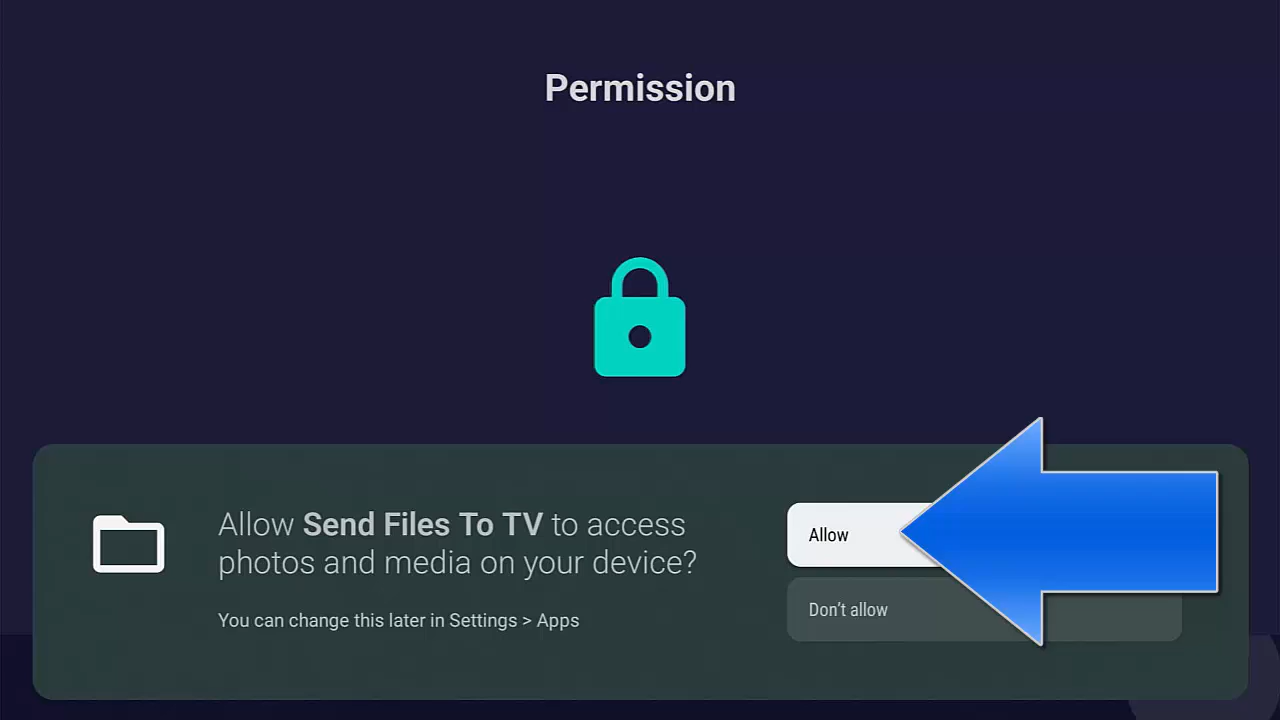 Permission
Allow Send Files To TV to access
photos and media on your device?
You can change this later in Settings > Apps
Allow
Don’t allow